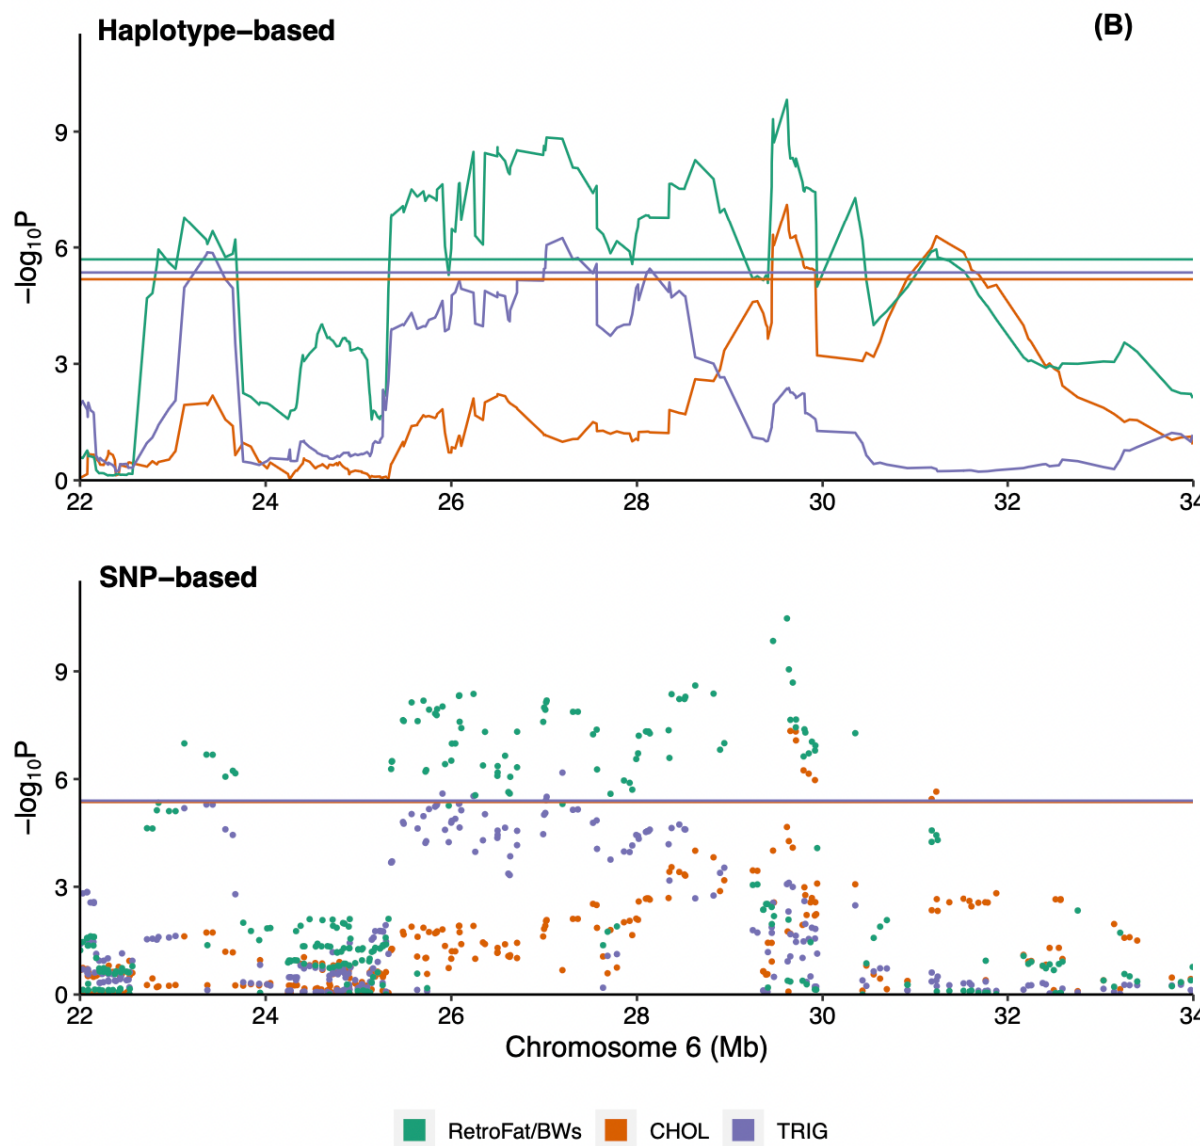 Haplotype–based
(B)
–log10P
9
6
3
0
22 24 26 28 30 32 34
SNP–based
–log10P
9
6
3
0
22 24 26 28 30 32 34
Chromosome 6 (Mb)
RetroFat/BWs CHOL TRIG